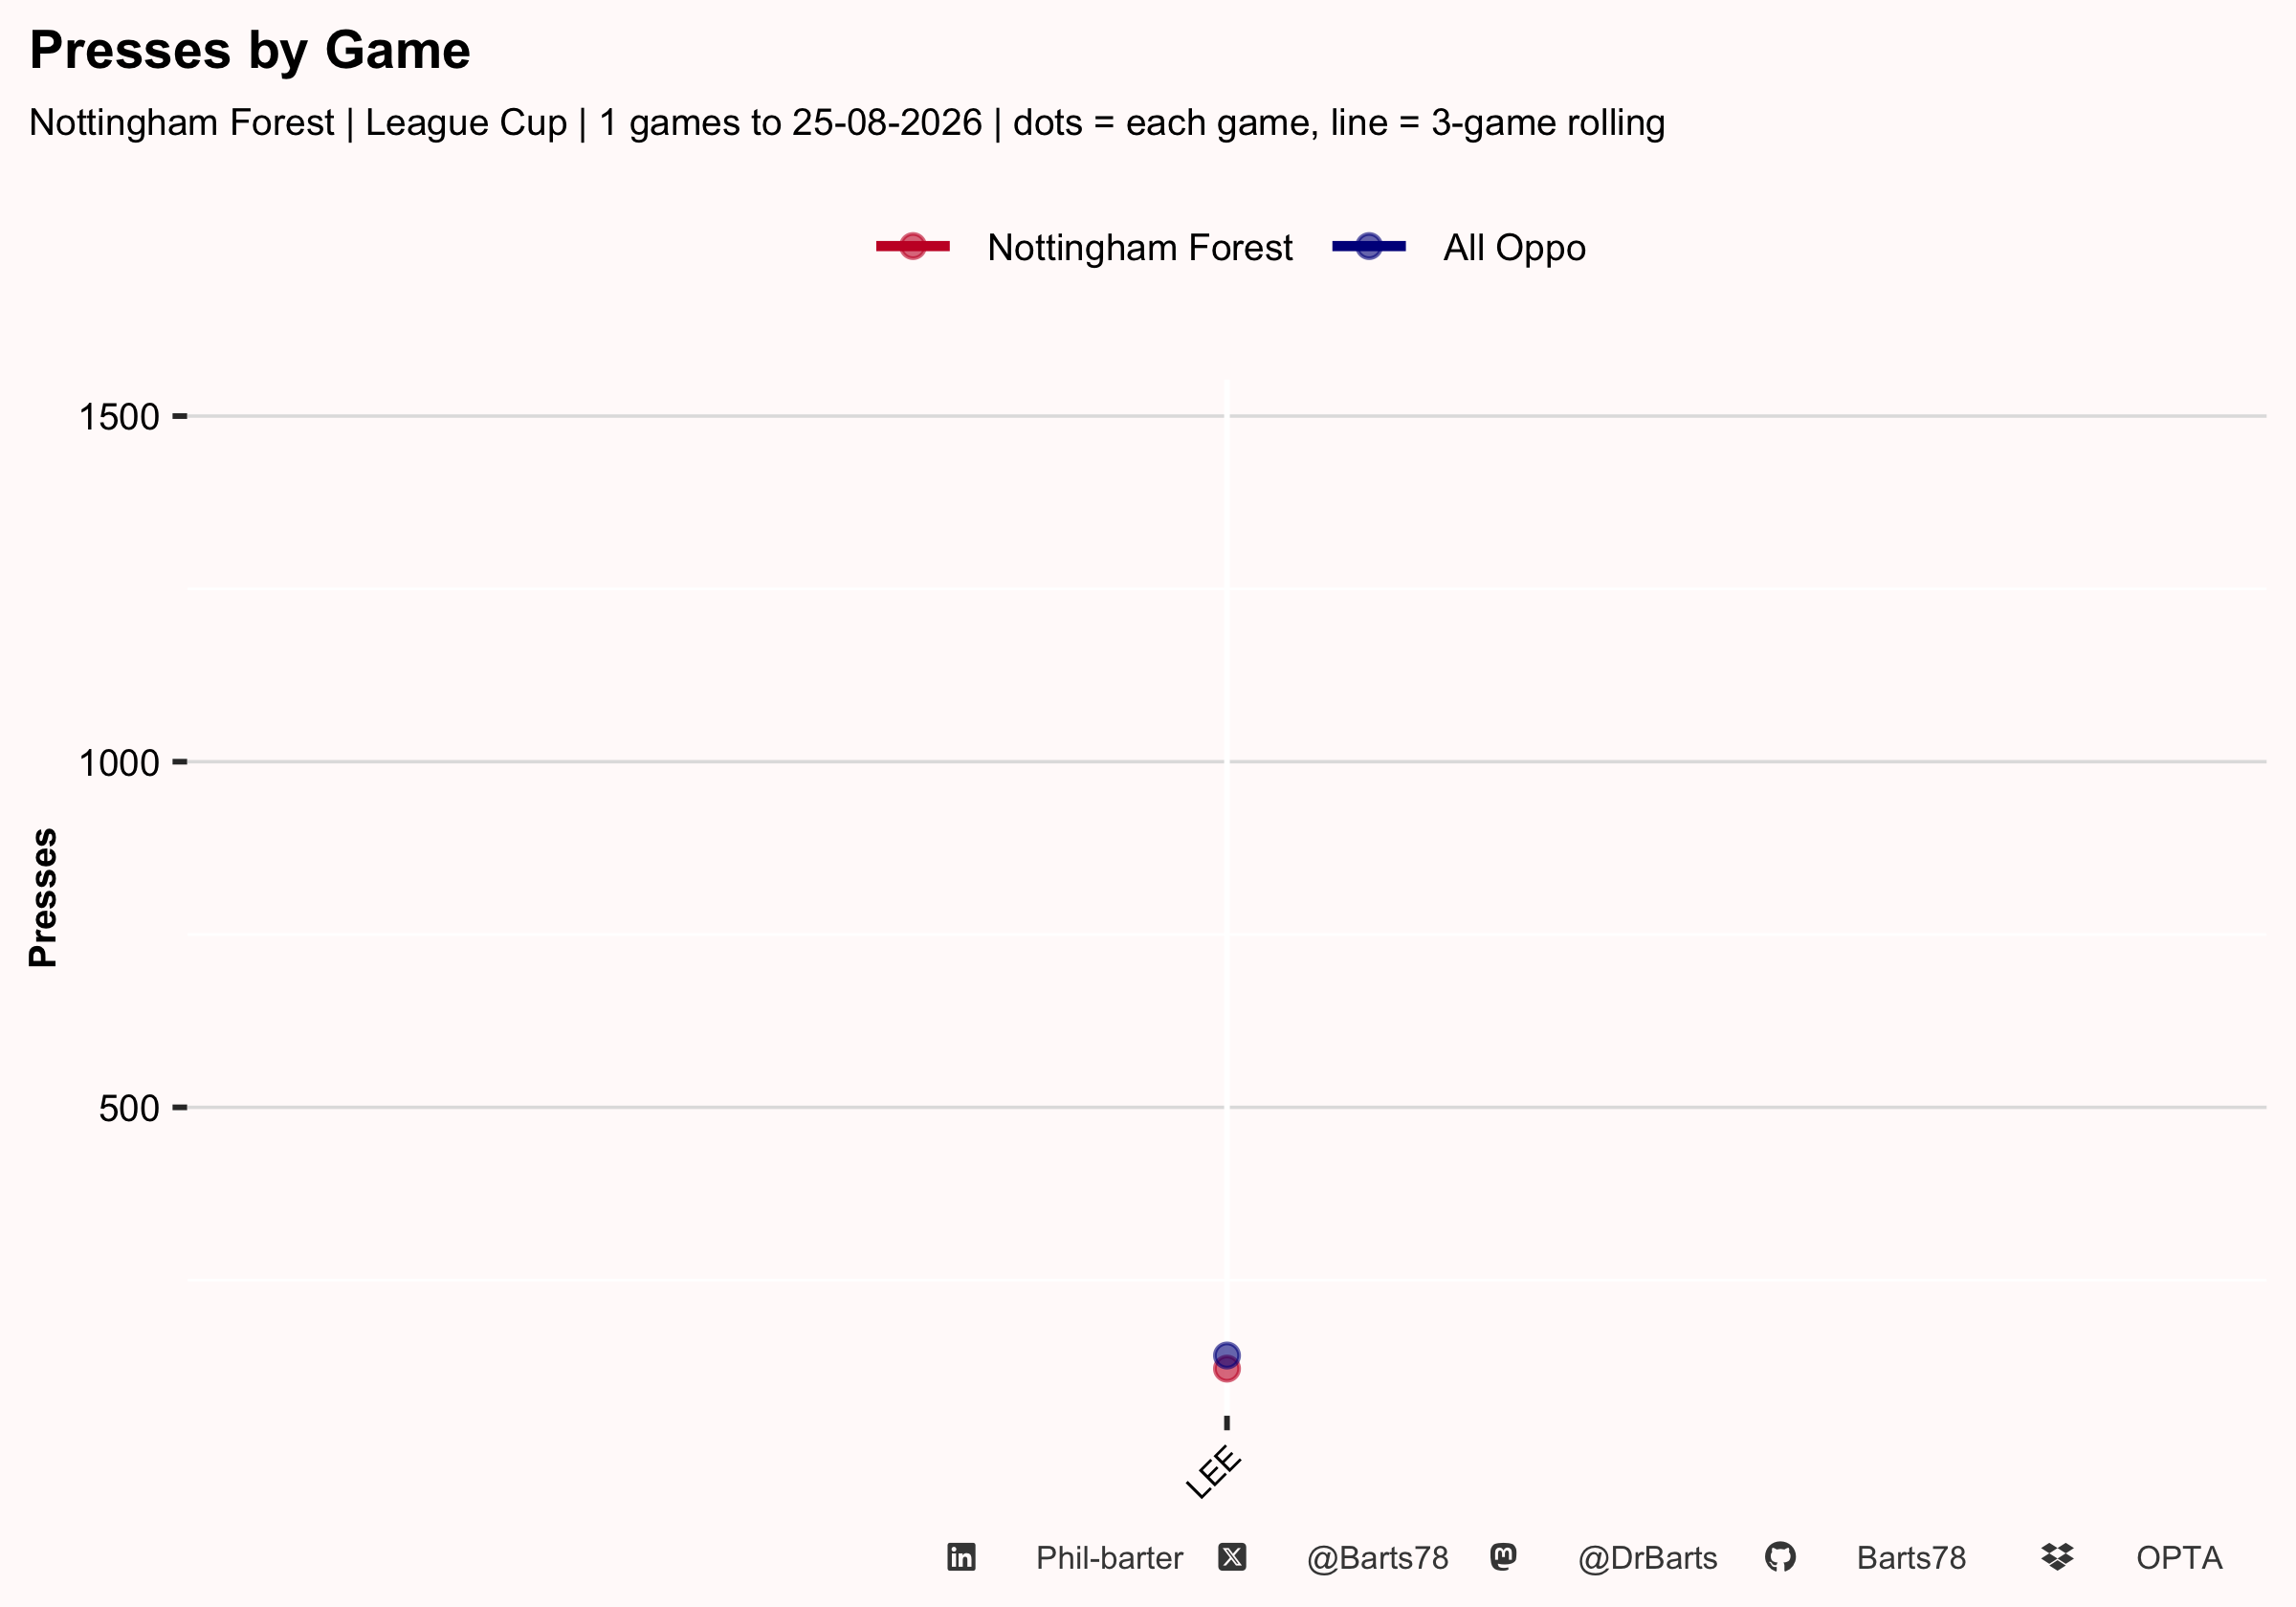 Presses by Game
Nottingham Forest | League Cup | 1 games to 25-08-2026 | dots = each game, line = 3-game rolling
Nottingham Forest All Oppo
1500
1000
500
Presses
LEE
Phil-barter @Barts78 @DrBarts Barts78 OPTA